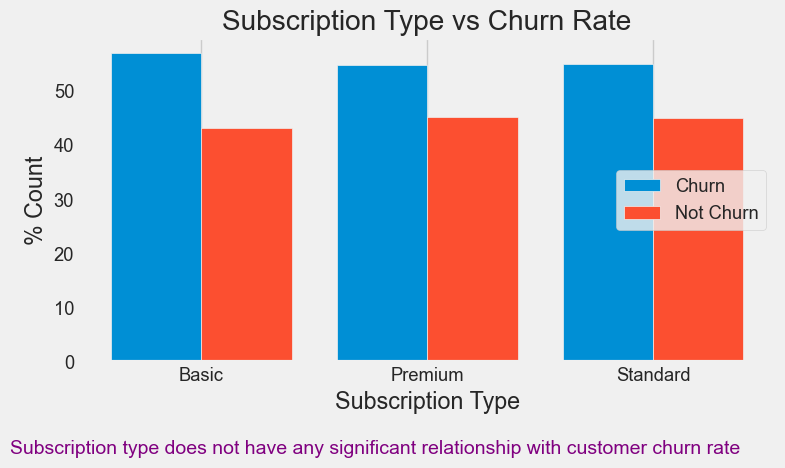 Subscription Type vs Churn Rate
% Count
50
40
30
20
10
0
Churn
Not Churn
Basic
Premium
Standard
Subscription Type
Subscription type does not have any significant relationship with customer churn rate